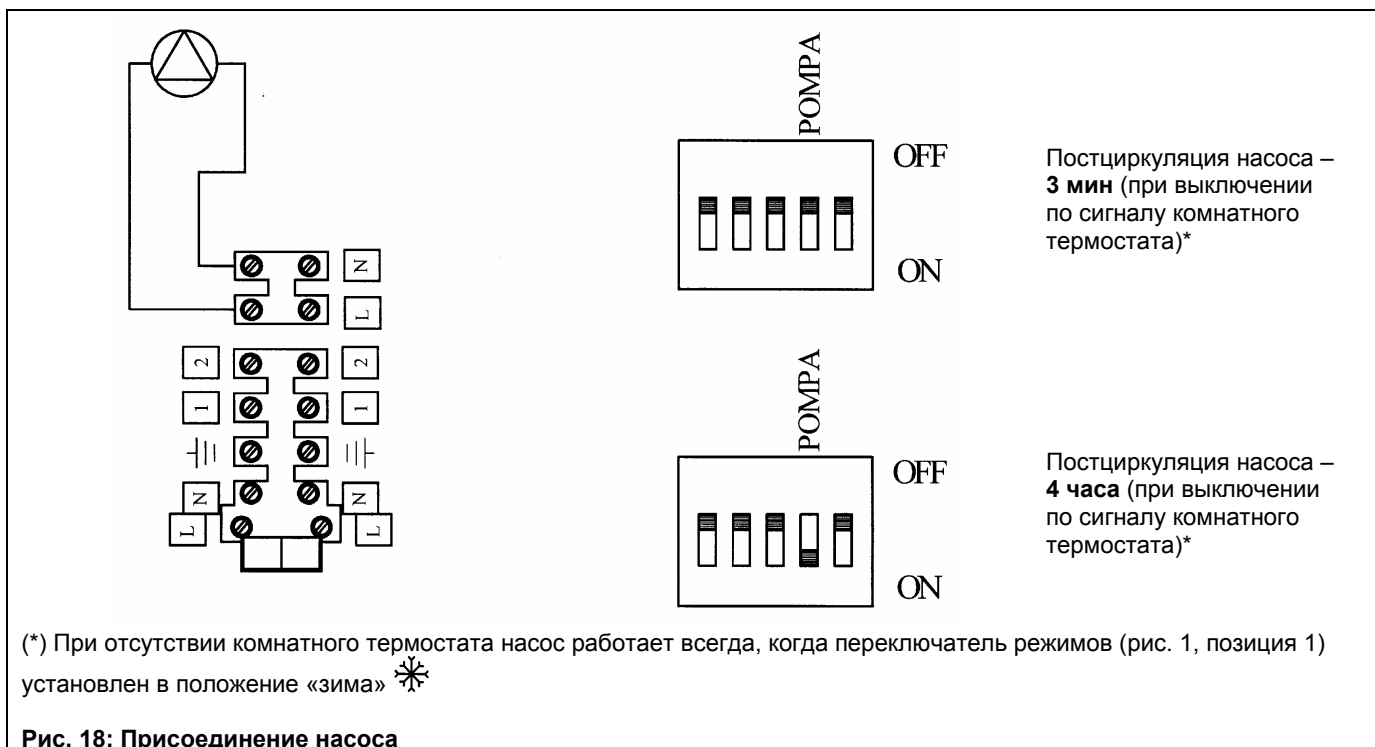 POMPA
OFF
ON
Постциркуляция насоса –
3 мин (при выключении
по сигналу комнатного
термостата)*
N
L
2 2
1 1
N N
L L
POMPA
OFF
ON
Постциркуляция насоса –
4 часа (при выключении
по сигналу комнатного
термостата)*
(*) При отсутствии комнатного термостата насос работает всегда, когда переключатель режимов (рис. 1, позиция 1)
установлен в положение «зима»
Рис. 18: Присоединение насоса